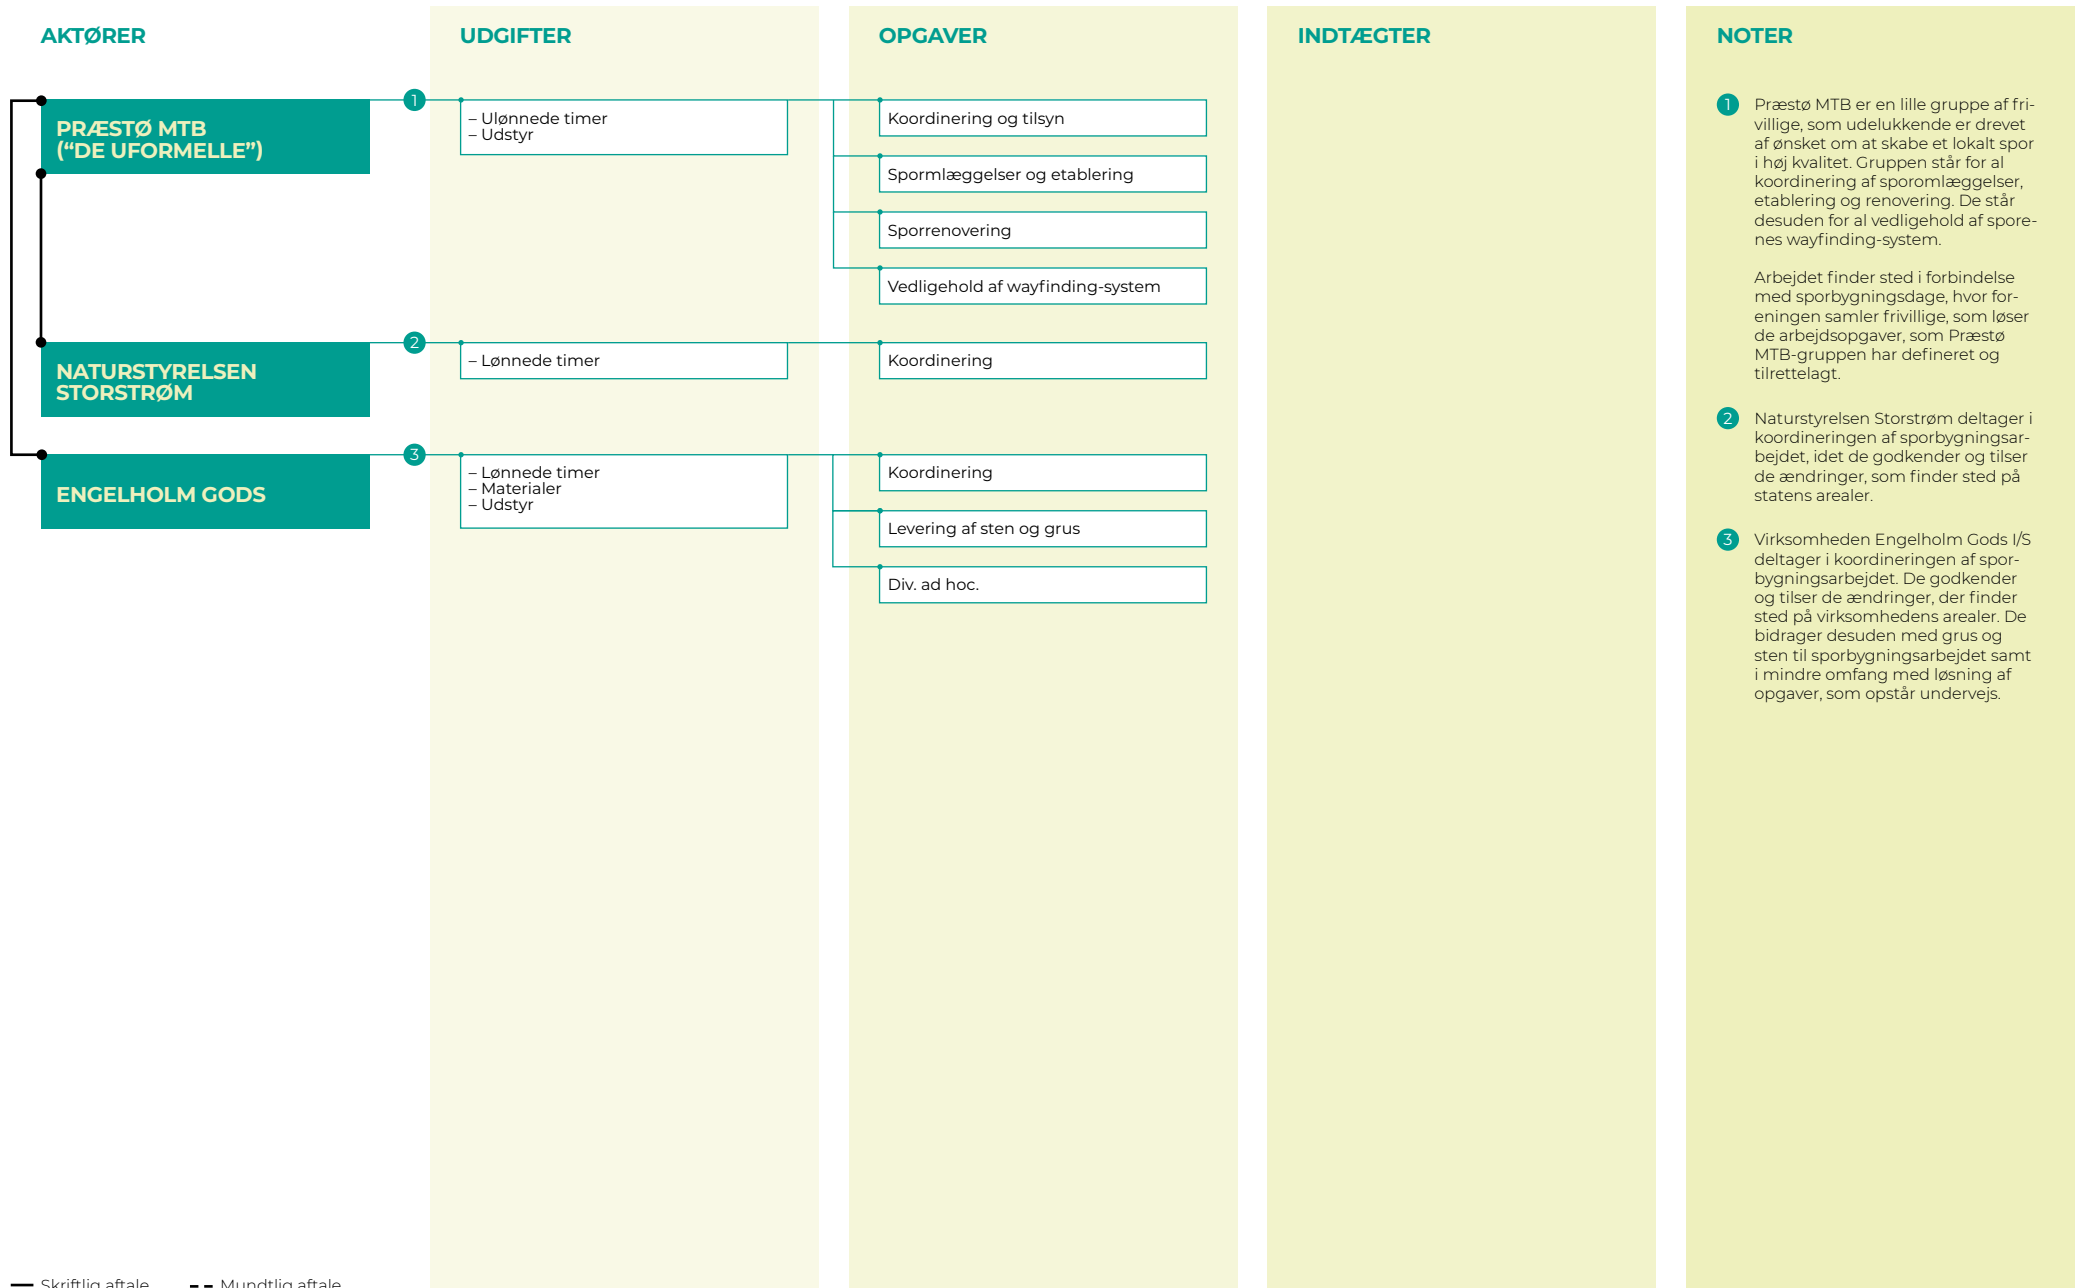 AKTØRER
UDGIFTER
OPGAVER
INDTÆGTER
NOTER
PRÆSTØ MTB
(“DE UFORMELLE”)
1
– Ulønnede timer
– Udstyr
Koordinering og tilsyn
Spormlæggelser og etablering
Sporrenovering
Vedligehold af wayfinding-system
NATURSTYRELSEN
STORSTRØM
2
– Lønnede timer
Koordinering
ENGELHOLM GODS
3
– Lønnede timer
– Materialer
– Udstyr
Koordinering
Levering af sten og grus
Div. ad hoc.
1 Præstø MTB er en lille gruppe af fri-
villige, som udelukkende er drevet
af ønsket om at skabe et lokalt spor
i høj kvalitet. Gruppen står for al
koordinering af sporomlæggelser,
etablering og renovering. De står
desuden for al vedligehold af spore-
nes wayfinding-system.
Arbejdet finder sted i forbindelse
med sporbygningsdage, hvor for-
eningen samler frivillige, som løser
de arbejdsopgaver, som Præstø
MTB-gruppen har defineret og
tilrettelagt.
2 Naturstyrelsen Storstrøm deltager i
koordineringen af sporbygningsar-
bejdet, idet de godkender og tilser
de ændringer, som finder sted på
statens arealer.
3 Virksomheden Engelholm Gods I/S
deltager i koordineringen af spor-
bygningsarbejdet. De godkender
og tilser de ændringer, der finder
sted på virksomhedens arealer. De
bidrager desuden med grus og
sten til sporbygningsarbejdet samt
i mindre omfang med løsning af
opgaver, som opstår undervejs.
Skriftlig aftale
Mundtlig aftale